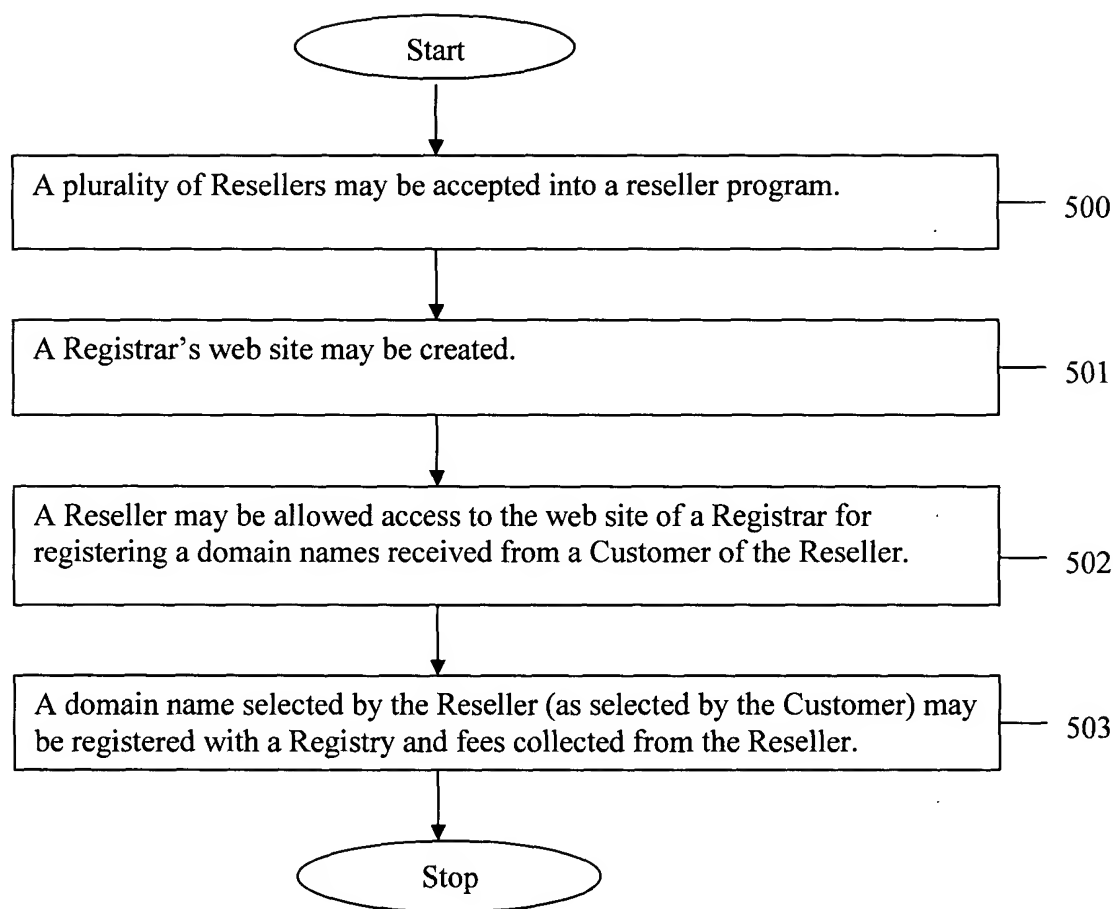 Start
A plurality of Resellers may be accepted into a reseller program.
500
A Registrar's web site may be created.
501
A Reseller may be allowed access to the web site of a Registrar for
registering a domain names received from a Customer of the Reseller.
502
A domain name selected by the Reseller (as selected by the Customer) may
be registered with a Registry and fees collected from the Reseller.
503
Stop